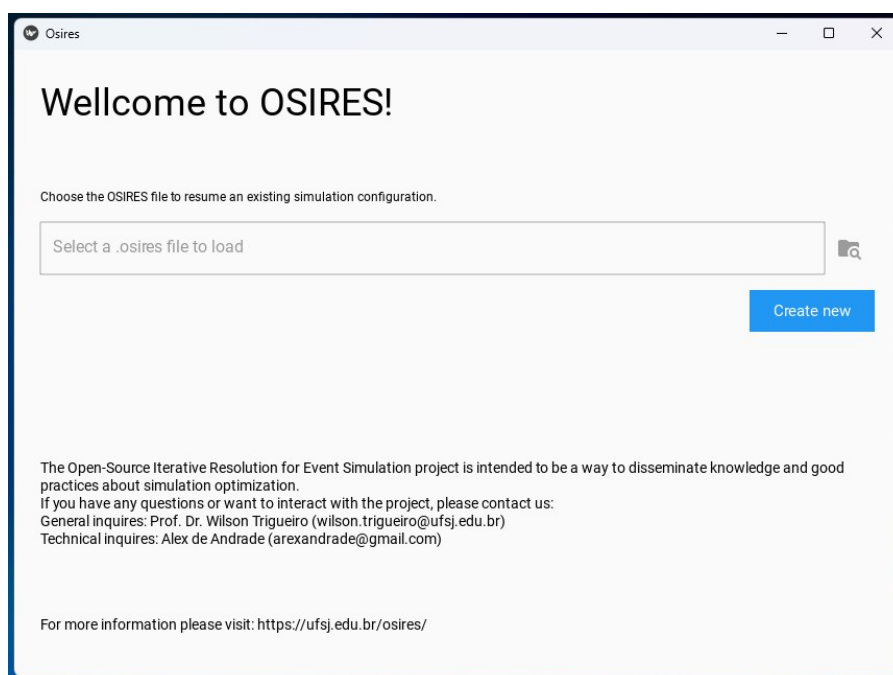 Osires
Wellcome to OSIRES!
Choose the OSIRES file to resume an existing simulation configuration.
Select a .osires file to load
Create new
The Open-Source Iterative Resolution for Event Simulation project is intended to be a way to disseminate knowledge and good
practices about simulation optimization.
If you have any questions or want to interact with the project, please contact us:
General inquires: Prof. Dr. Wilson Trigueiro (wilson.trigueiro@ufsj.edu.br)
Technical inquires: Alex de Andrade (arexandrade@gmail.com)
For more information please visit: https://ufsj.edu.br/osires/